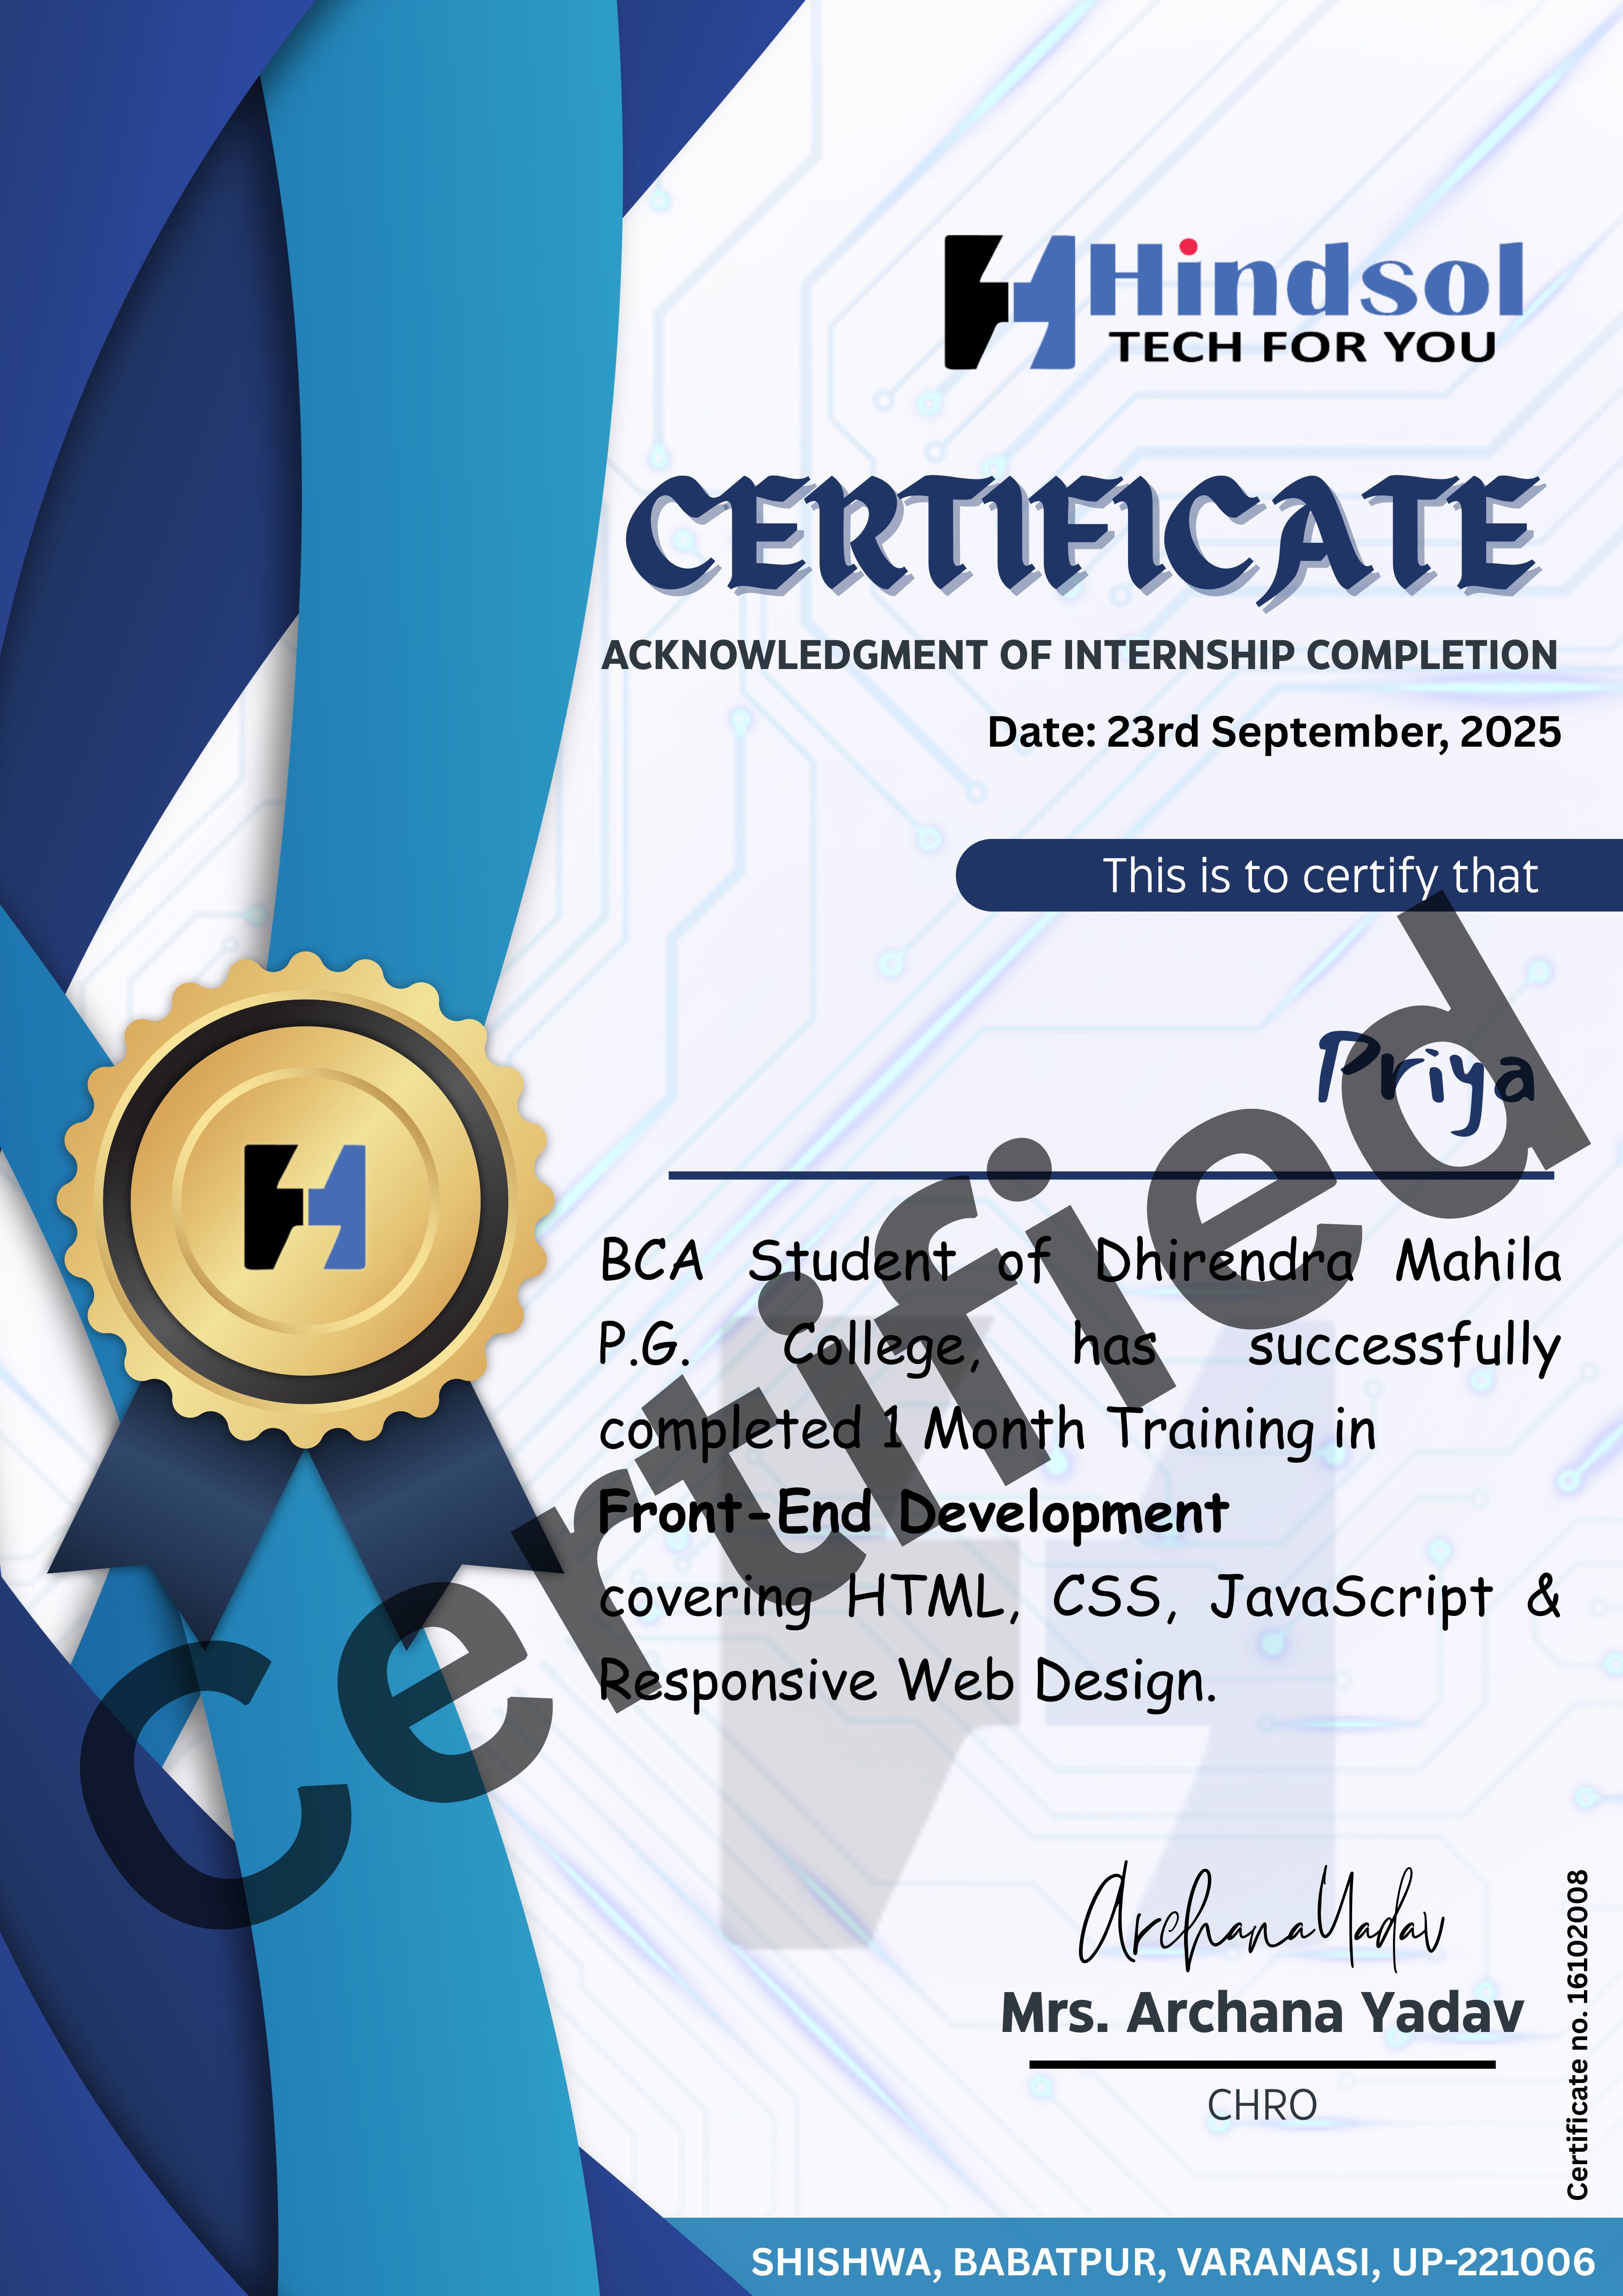 Hindsol
TECH FOR YOU
CERTIFICATE
ACKNOWLEDGMENT OF INTERNSHIP COMPLETION
Date: 23rd September, 2025
This is to certify that
Priya
BCA Student of Dhirendra Mahila
P.G. College, has successfully
completed 1 Month Training in
Front-End Development
covering HTML, CSS, JavaScript &
Responsive Web Design.
Certified
Archana Yadav
Mrs. Archana Yadav
CHRO
Certificate no. 16102008
SHISHWA, BABATPUR, VARANASI, UP-221006